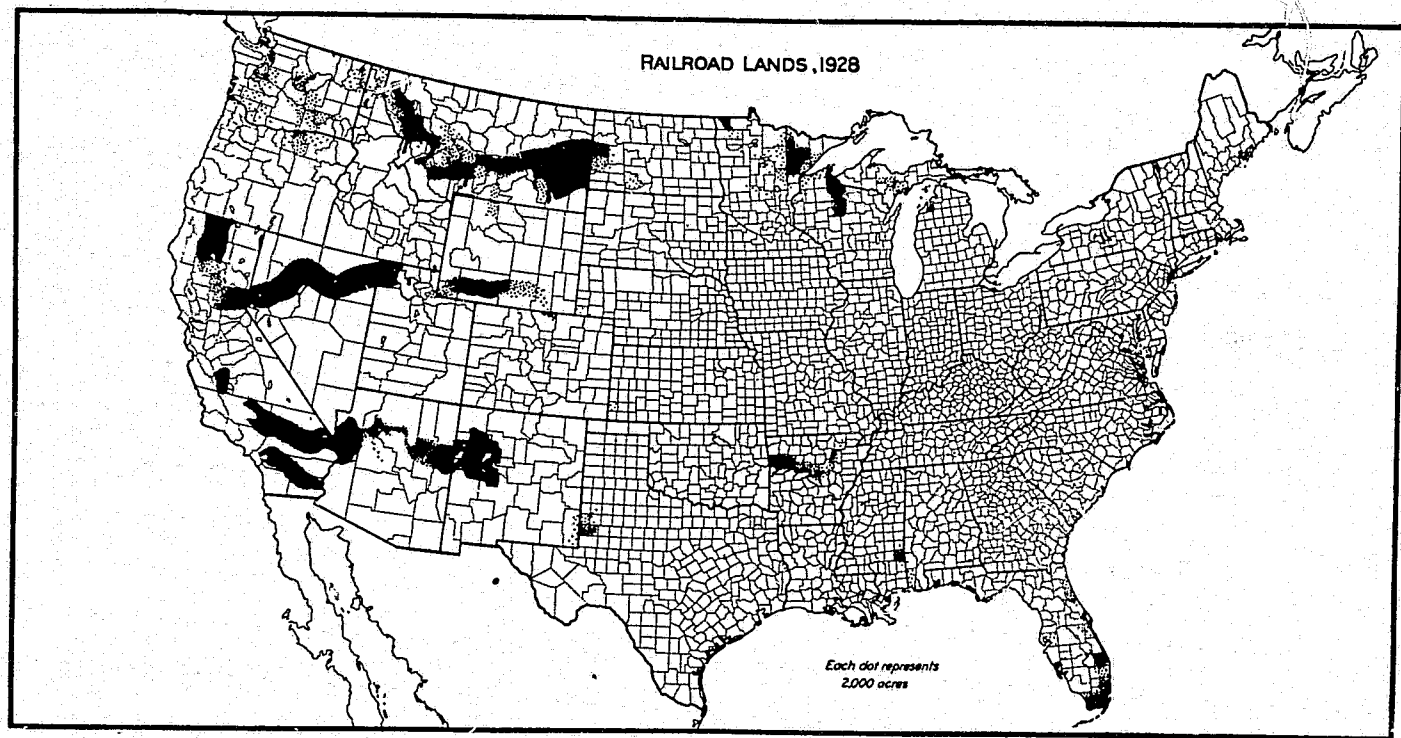 RAILROAD LANDS, 1928
Each dot represents
2,000 acres